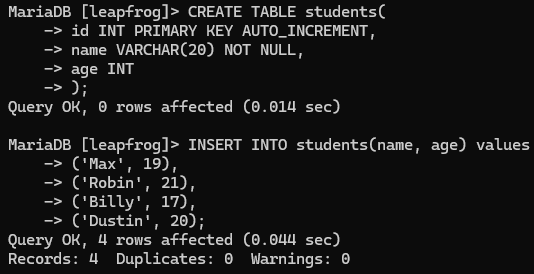 MariaDB [leapfrog]> CREATE TABLE students(
    -> id INT PRIMARY KEY AUTO_INCREMENT,
    -> name VARCHAR(20) NOT NULL,
    -> age INT
    -> );
Query OK, 0 rows affected (0.014 sec)

MariaDB [leapfrog]> INSERT INTO students(name, age) values
    -> ('Max', 19),
    -> ('Robin', 21),
    -> ('Billy', 17),
    -> ('Dustin', 20);
Query OK, 4 rows affected (0.044 sec)
Records: 4  Duplicates: 0  Warnings: 0